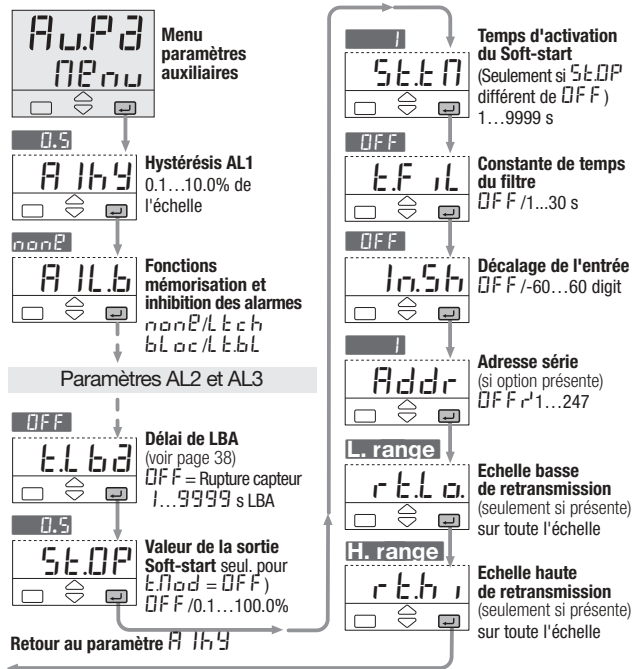 Au.Pa
Menu
Menu
paramètres
auxiliaires
0.5
A1hy
Hystérésis AL1
0.1…10.0% de
l'échelle
none
A1L.b
Fonctions
mémorisation et
inhibition des alarmes
none/Ltch
bLoc/Lt.bL
Paramètres AL2 et AL3
OFF
t.Lba
Délai de LBA
(voir page 38)
OFF = Rupture capteur
1…9999 s LBA
0.5
St.OP
Valeur de la sortie
Soft-start seul. pour
t.Mod = OFF)
OFF/0.1…100.0%
Retour au paramètre A1hy
1
St.tM
Temps d'activation
du Soft-start
(Seulement si St.OP
différent de OFF)
1…9999 s
OFF
t.FiL
Constante de temps
du filtre
OFF/1...30 s
OFF
In.Sh
Décalage de l'entrée
OFF/-60…60 digit
1
Addr
Adresse série
(si option présente)
OFF/1…247
L. range
rt.Lo.
Echelle basse
de retransmission
(seulement si présente)
sur toute l'échelle
H. range
rt.hi
Echelle haute
de retransmission
(seulement si présente)
sur toute l'échelle